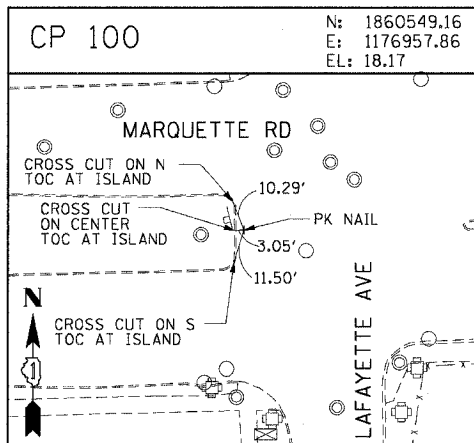 CP 100
N: 1860549.16
E: 1176957.86
EL: 18.17
MARQUETTE RD
CROSS CUT ON N
TOC AT ISLAND
10.29'
CROSS CUT
ON CENTER
TOC AT ISLAND
PK NAIL
3.05'
11.50'
N
CROSS CUT ON S
TOC AT ISLAND
1
LAFAYETTE AVE